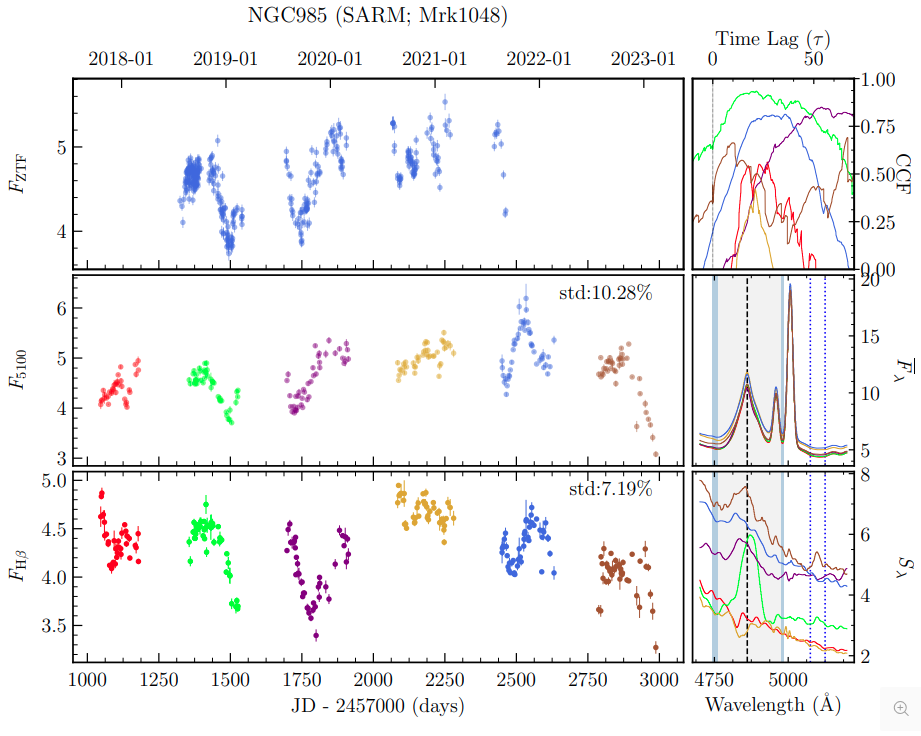 NGC985 (SARM; Mrk1048)
2018-01 2019-01 2020-01 2021-01 2022-01 2023-01
Time Lag (τ)
0 50
F_ZTF
5
4
1.00
0.75
0.50
0.25
0.00
CCF
F_5100
6
5
4
3
std:10.28%
20
15
10
5
F̅_λ
F_Hβ
5.0
4.5
4.0
3.5
std:7.19%
8
6
4
2
S_λ
1000 1250 1500 1750 2000 2250 2500 2750 3000
JD - 2457000 (days)
4750 5000
Wavelength (Å)